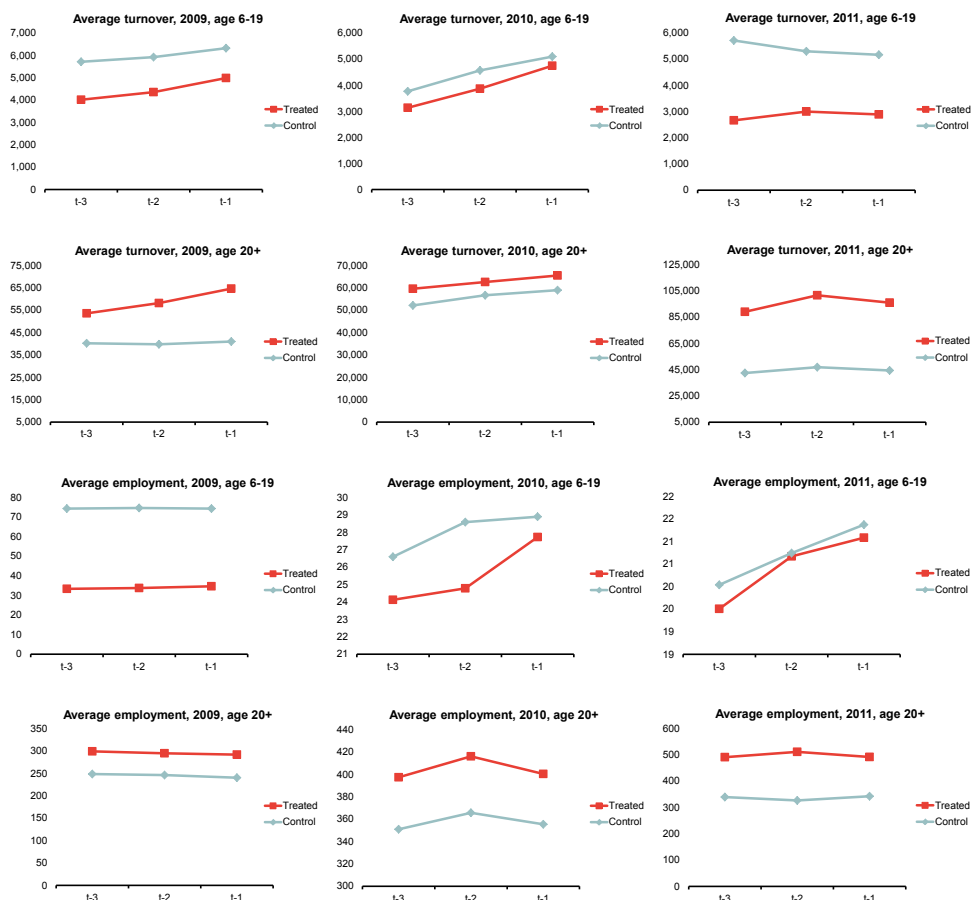 Average turnover, 2009, age 6-19
7,000
6,000
5,000
4,000
3,000
2,000
1,000
0
t-3 t-2 t-1
Treated
Control
Average turnover, 2010, age 6-19
6,000
5,000
4,000
3,000
2,000
1,000
0
t-3 t-2 t-1
Treated
Control
Average turnover, 2011, age 6-19
6,000
5,000
4,000
3,000
2,000
1,000
0
t-3 t-2 t-1
Treated
Control
Average turnover, 2009, age 20+
75,000
65,000
55,000
45,000
35,000
25,000
15,000
5,000
t-3 t-2 t-1
Treated
Control
Average turnover, 2010, age 20+
70,000
60,000
50,000
40,000
30,000
20,000
10,000
0
t-3 t-2 t-1
Treated
Control
Average turnover, 2011, age 20+
125,000
105,000
85,000
65,000
45,000
25,000
5,000
t-3 t-2 t-1
Treated
Control
Average employment, 2009, age 6-19
80
70
60
50
40
30
20
10
0
t-3 t-2 t-1
Treated
Control
Average employment, 2010, age 6-19
30
29
28
27
26
25
24
23
22
21
t-3 t-2 t-1
Treated
Control
Average employment, 2011, age 6-19
22
22
21
21
20
20
19
19
t-3 t-2 t-1
Treated
Control
Average employment, 2009, age 20+
350
300
250
200
150
100
50
0
t-3 t-2 t-1
Treated
Control
Average employment, 2010, age 20+
440
420
400
380
360
340
320
300
t-3 t-2 t-1
Treated
Control
Average employment, 2011, age 20+
600
500
400
300
200
100
0
t-3 t-2 t-1
Treated
Control